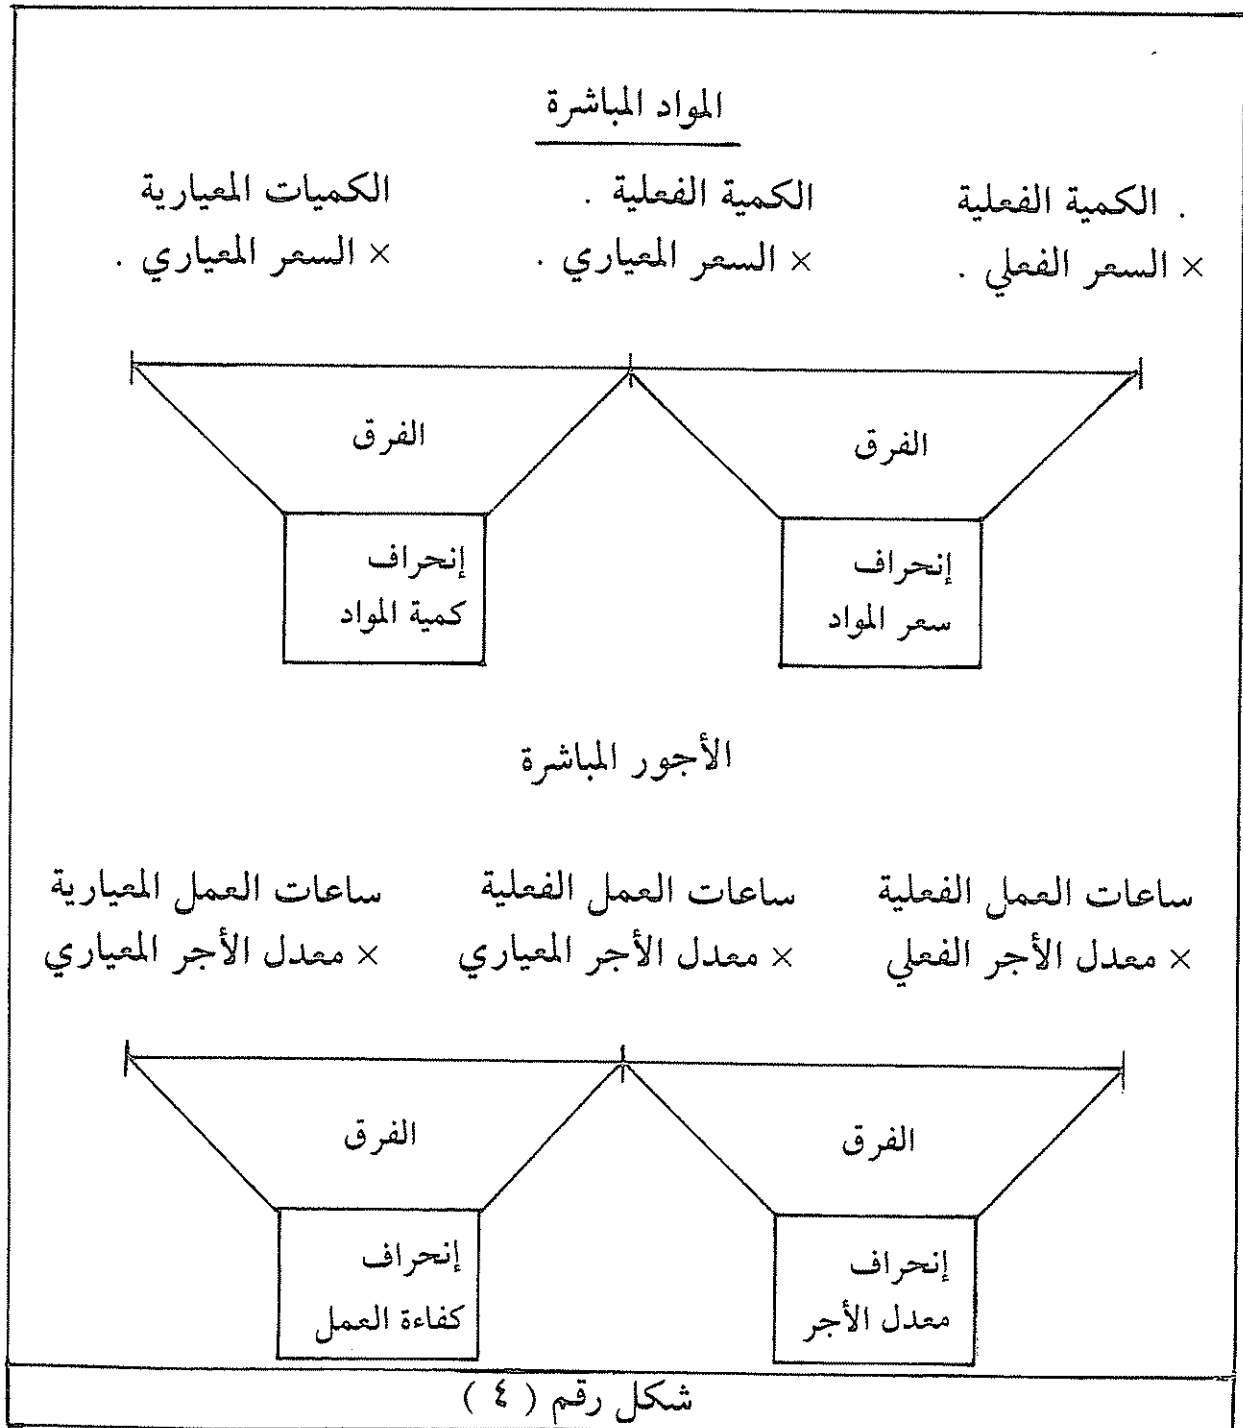 المواد المباشرة
. الكمية الفعلية
× السعر الفعلي .
الكمية الفعلية .
× السعر المعياري .
الكميات المعيارية
× السعر المعياري .
الفرق
إنحراف
سعر المواد
الفرق
إنحراف
كمية المواد
الأجور المباشرة
ساعات العمل الفعلية
× معدل الأجر الفعلي
ساعات العمل الفعلية
× معدل الأجر المعياري
ساعات العمل المعيارية
× معدل الأجر المعياري
الفرق
إنحراف
معدل الأجر
الفرق
إنحراف
كفاءة العمل
شكل رقم ( ٤ )